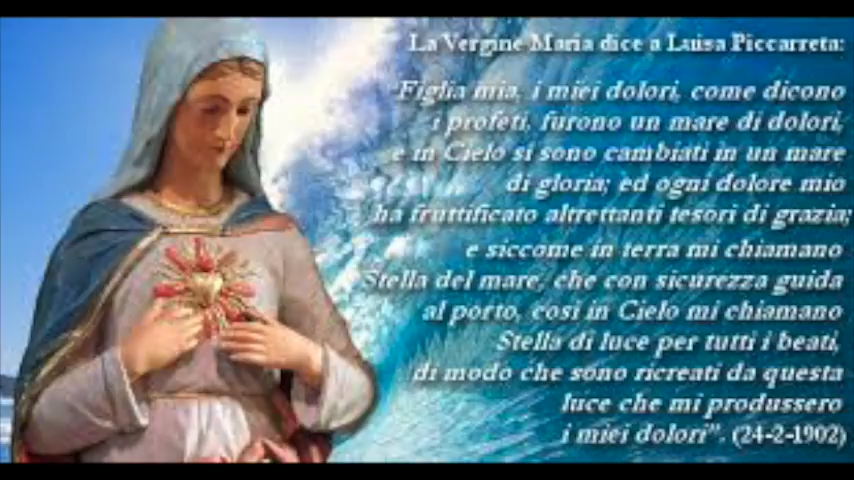 La Vergine Maria dice a Luisa Piccarreta:
"Figlia mia, i miei dolori, come dicono
i profeti, furono un mare di dolori,
e in Cielo si sono cambiati in un mare
di gloria; ed ogni dolore mio
ha fruttificato altrettanti tesori di grazia;
e siccome in terra mi chiamano
Stella del mare, che con sicurezza guida
al porto, così in Cielo mi chiamano
Stella di luce per tutti i beati,
di modo che sono ricreati da questa
luce che mi produssero
i miei dolori". (24-2-1902)